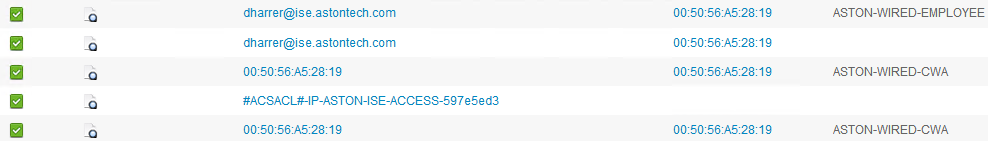 dharrer@ise.astontech.com 00:50:56:A5:28:19 ASTON-WIRED-EMPLOYEE
dharrer@ise.astontech.com 00:50:56:A5:28:19
00:50:56:A5:28:19 00:50:56:A5:28:19 ASTON-WIRED-CWA
#ACSACL#-IP-ASTON-ISE-ACCESS-597e5ed3
00:50:56:A5:28:19 00:50:56:A5:28:19 ASTON-WIRED-CWA